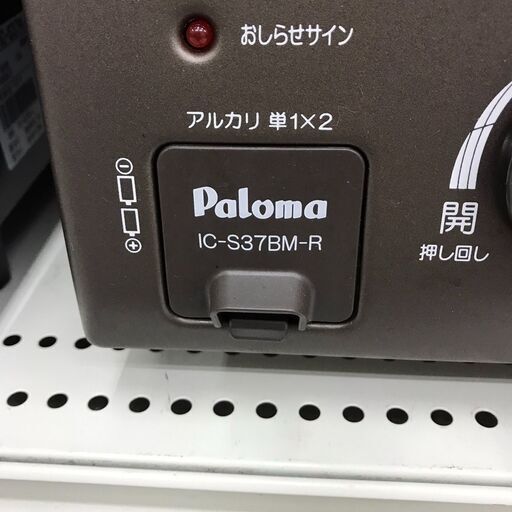 おしらせサイン
アルカリ 単1×2
Paloma
IC-S37BM-R
開
押し回し